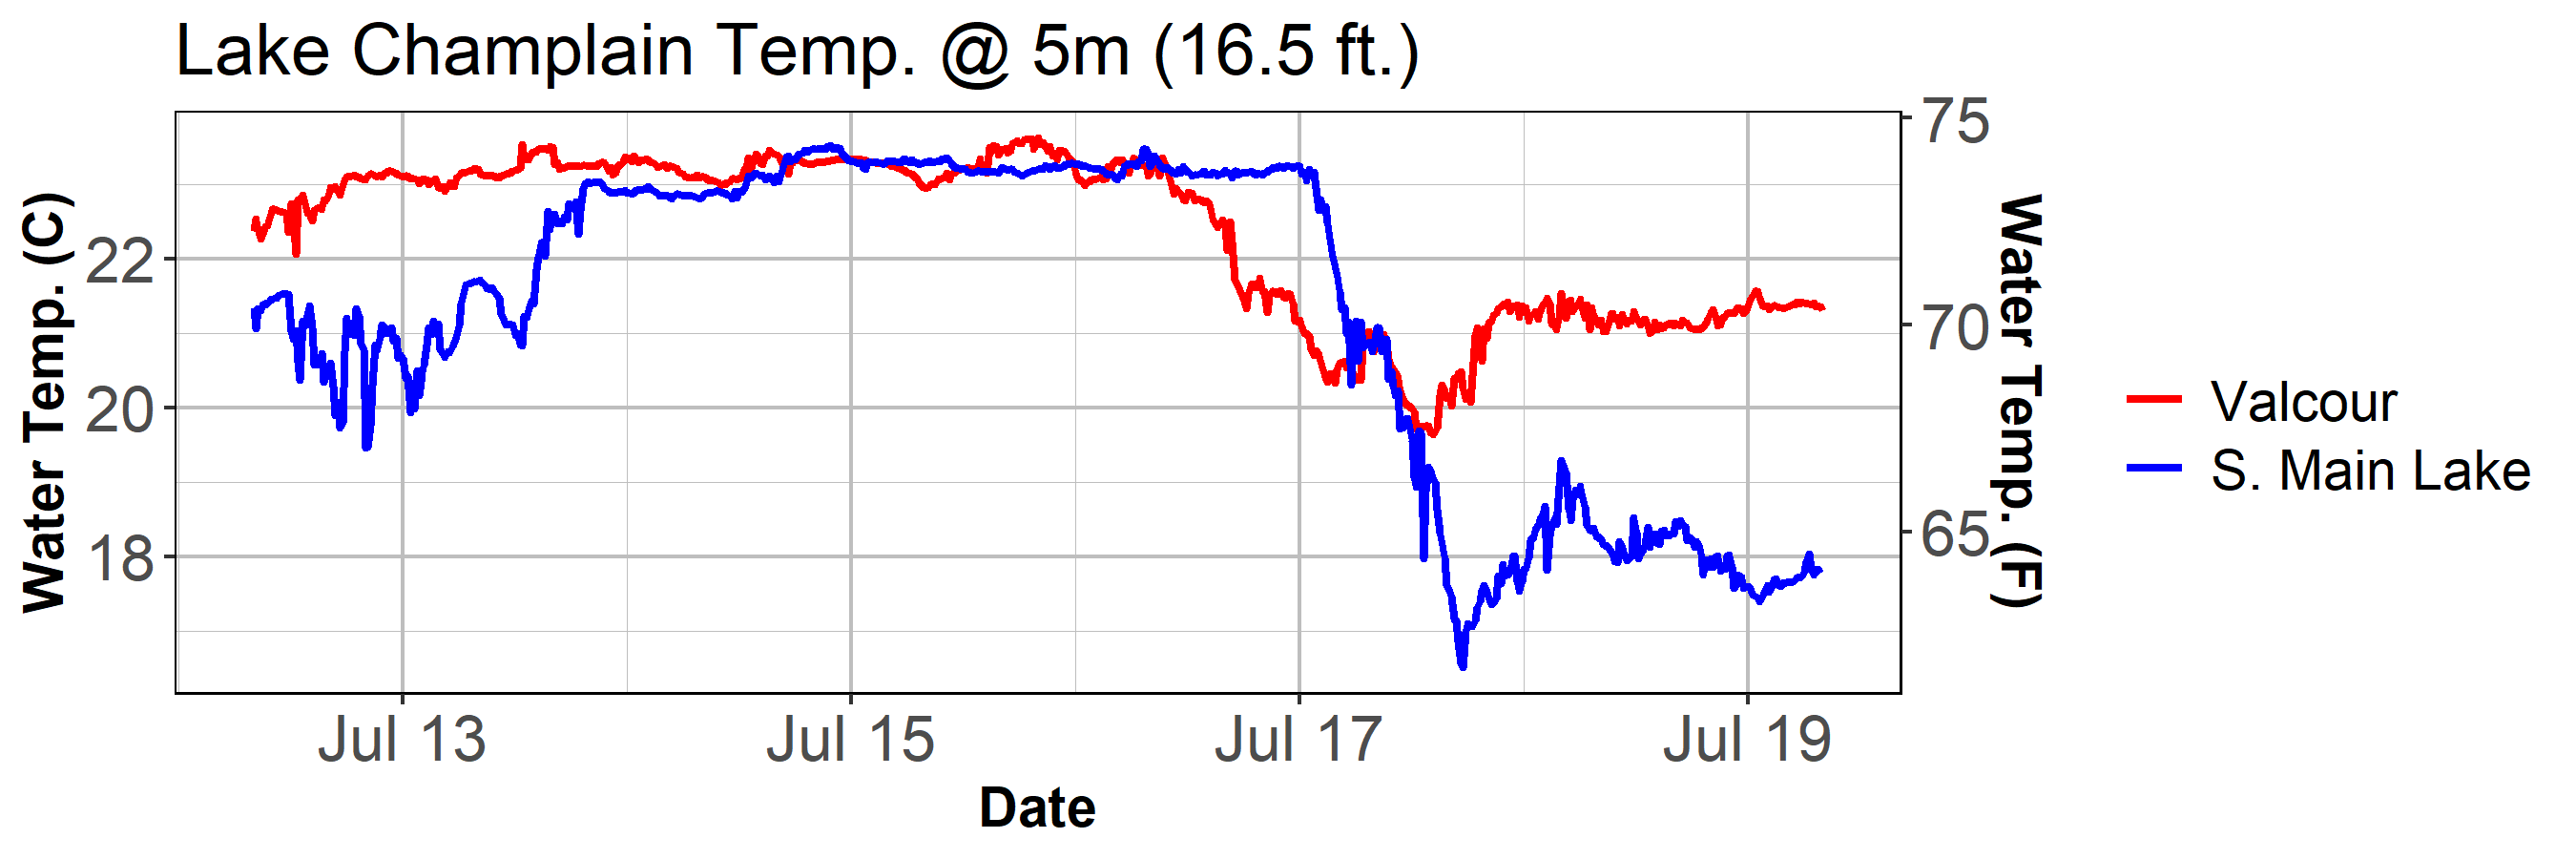 Lake Champlain Temp. @ 5m (16.5 ft.)
Water Temp. (C)
22
20
18
75
70
65
Water Temp. (F)
Jul 13
Jul 15
Jul 17
Jul 19
Date
Valcour
S. Main Lake